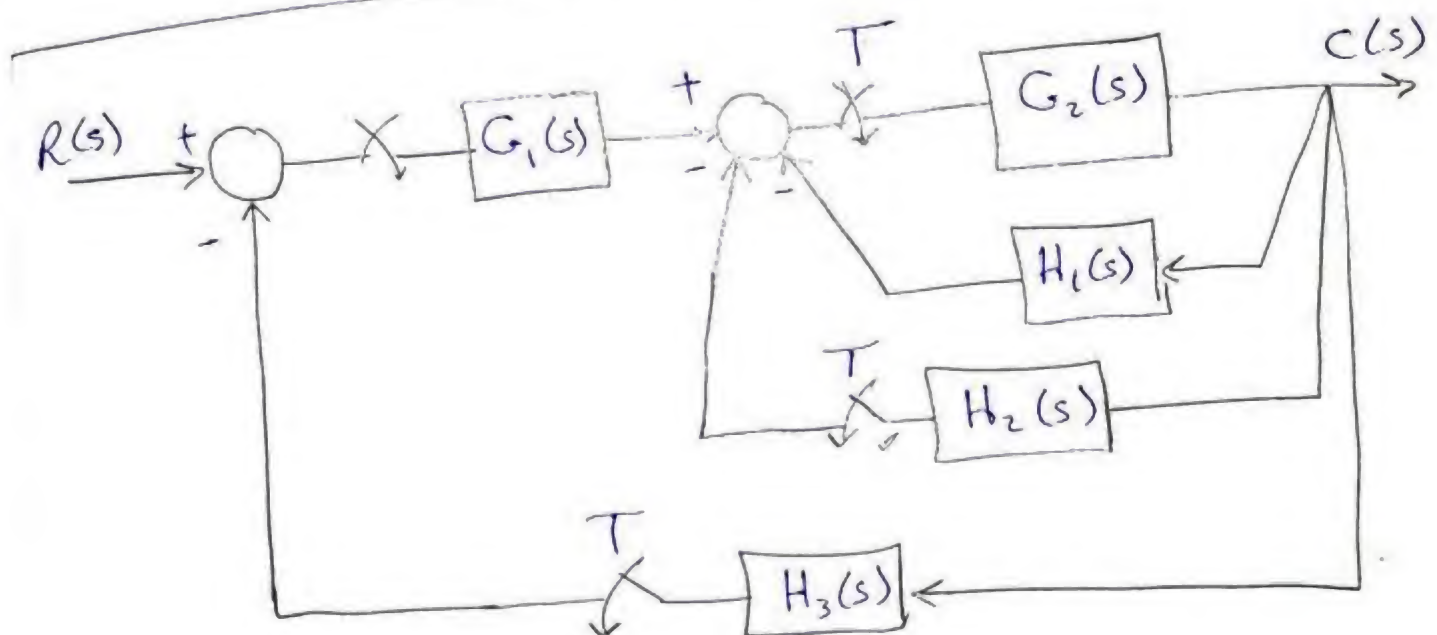 T
C(s)
R(s) + G₁(s) + G₂(s)
- -
-
H₁(s)
T
H₂(s)
T
H₃(s)